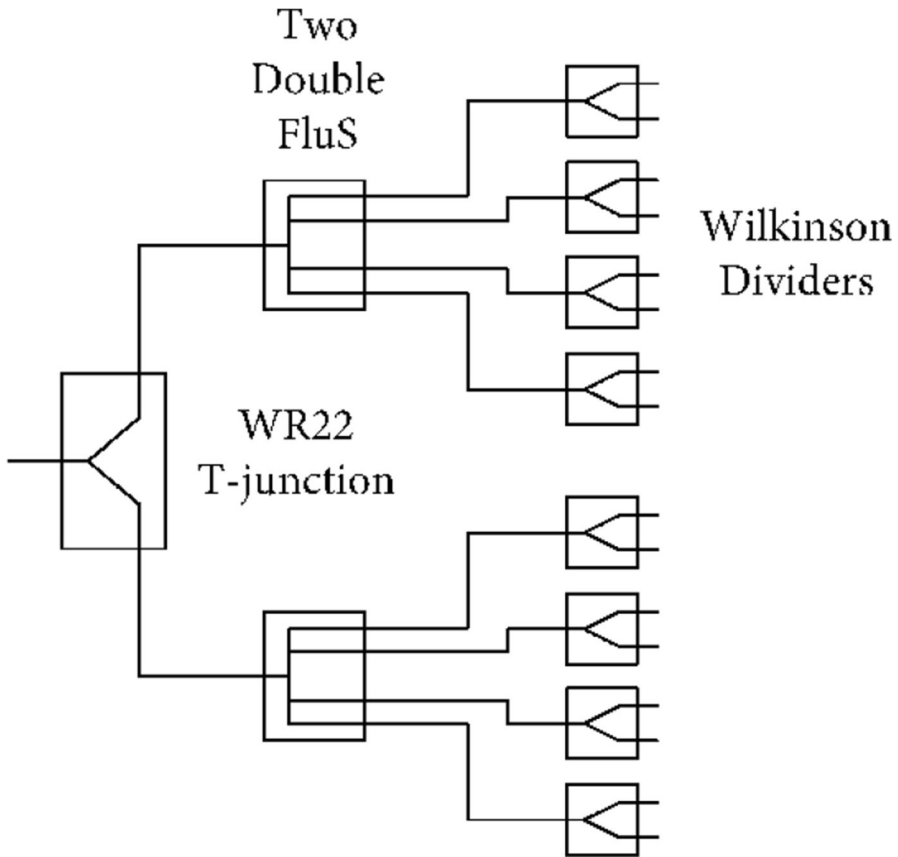 Two
Double
FluS
Wilkinson
Dividers
WR22
T-junction